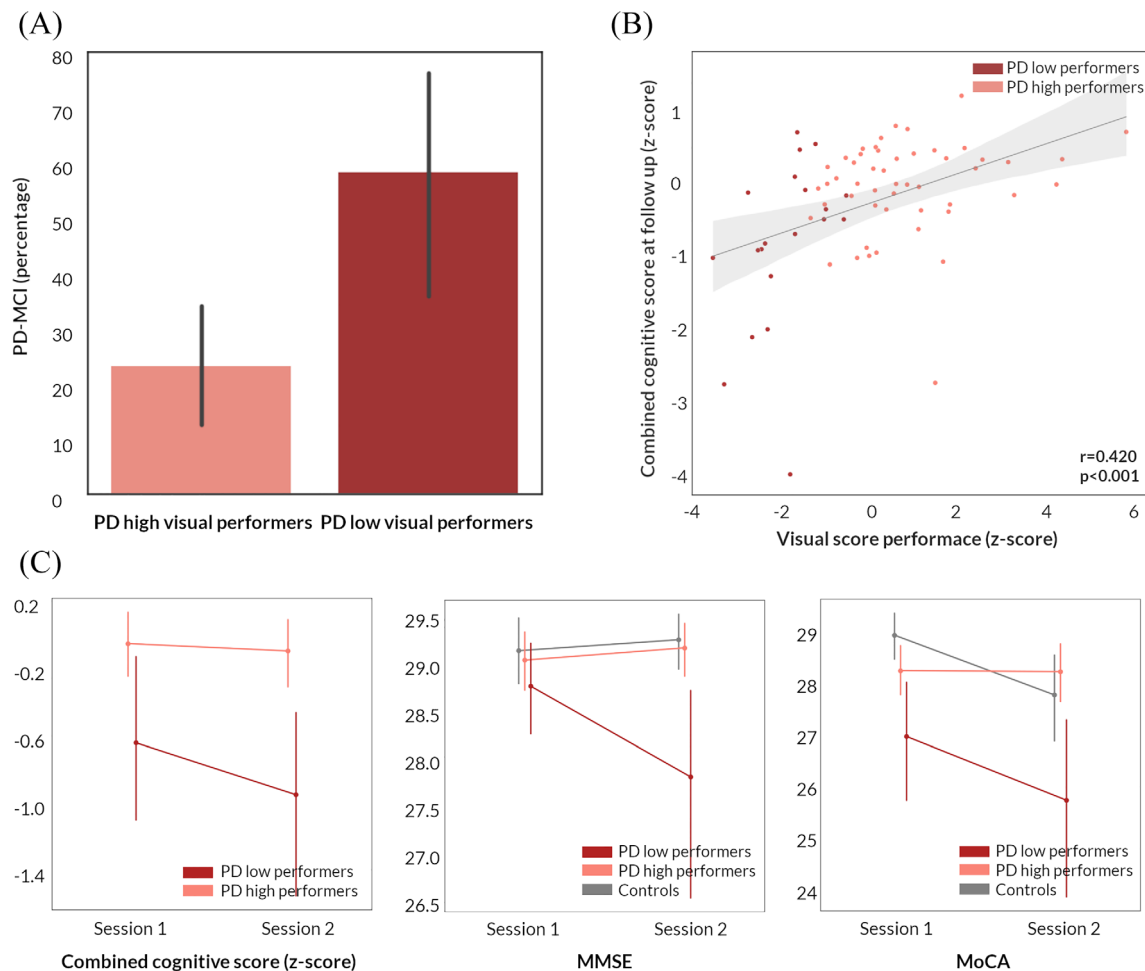 (A)
80
70
60
50
40
30
20
10
0
PD-MCI (percentage)
PD high visual performers PD low visual performers
(B)
PD low performers
PD high performers
1
0
-1
-2
-3
-4
Combined cognitive score at follow up (z-score)
r=0.420
p<0.001
-4 -2 0 2 4 6
Visual score performace (z-score)
(C)
0.2
-0.2
-0.6
-1.0
-1.4
PD low performers
PD high performers
Session 1 Session 2
Combined cognitive score (z-score)
29.5
29.0
28.5
28.0
27.5
27.0
26.5
PD low performers
PD high performers
Controls
Session 1 Session 2
MMSE
29
28
27
26
25
24
PD low performers
PD high performers
Controls
Session 1 Session 2
MoCA